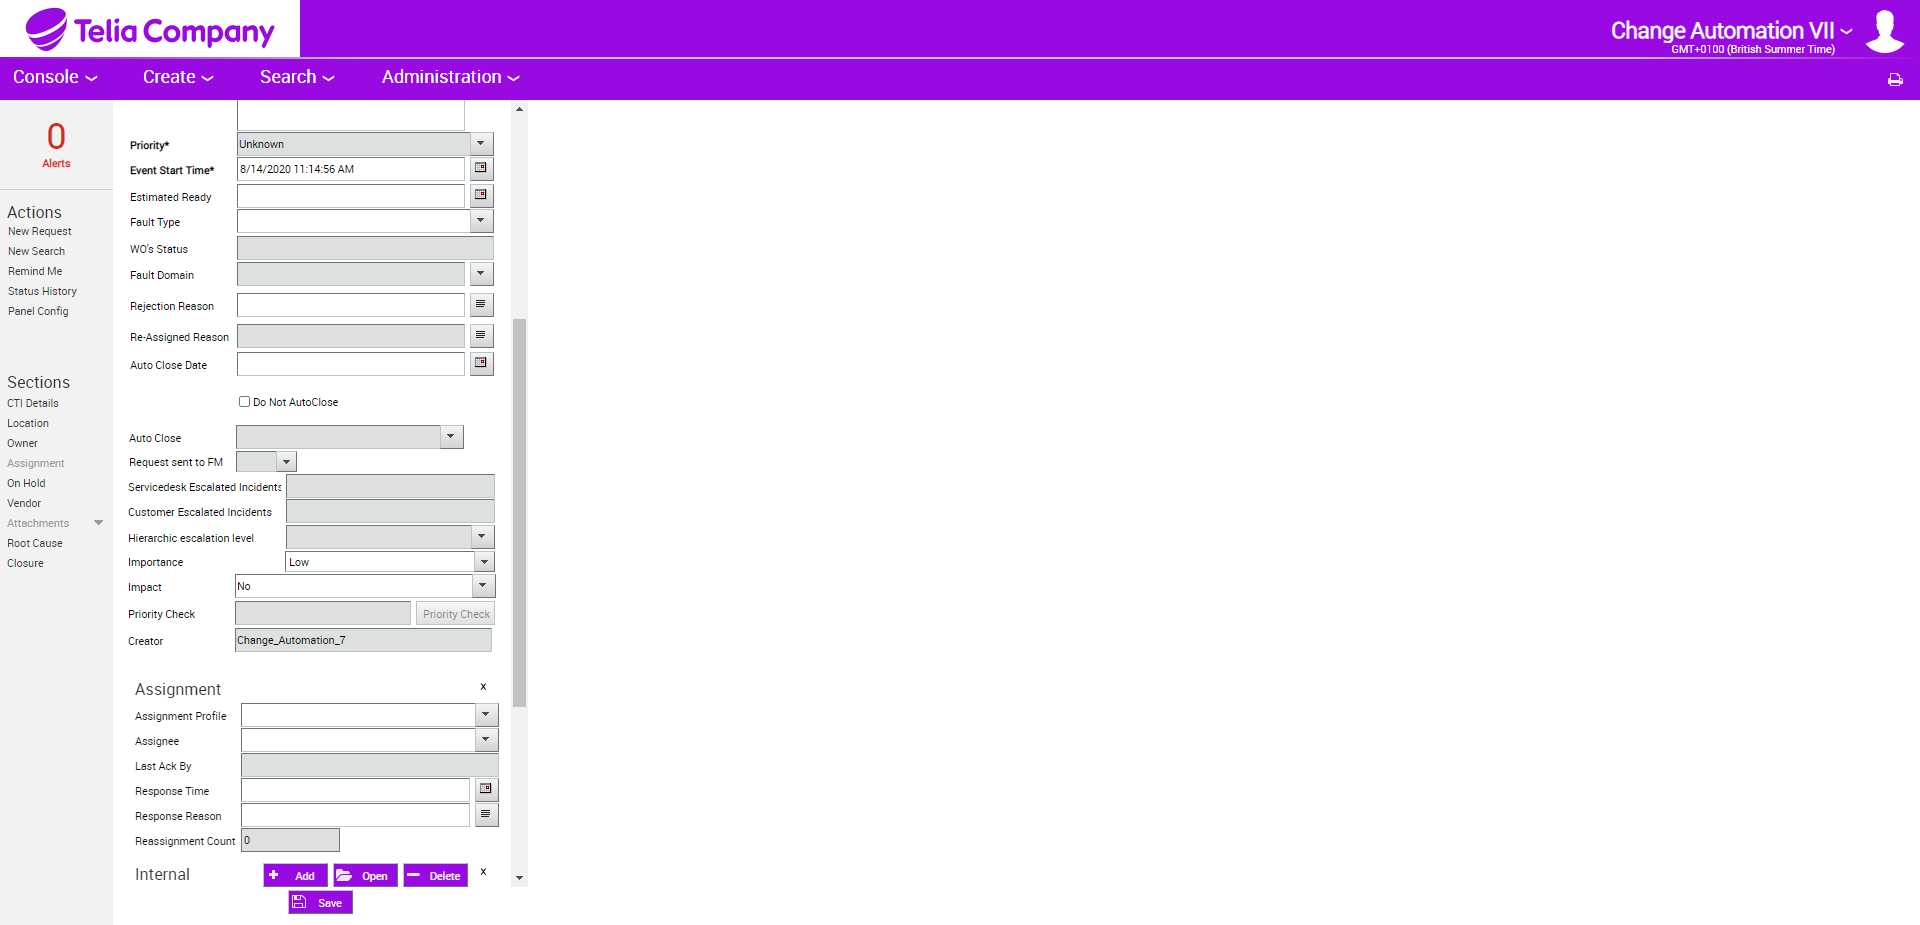 Telia Company
Change Automation VII
GMT+0100 (British Summer Time)
Console
Create
Search
Administration
0
Alerts
Actions
New Request
New Search
Remind Me
Status History
Panel Config
Sections
CTI Details
Location
Owner
Assignment
On Hold
Vendor
Attachments
Root Cause
Closure
Priority* Unknown
Event Start Time* 8/14/2020 11:14:56 AM
Estimated Ready
Fault Type
WO's Status
Fault Domain
Rejection Reason
Re-Assigned Reason
Auto Close Date
Do Not AutoClose
Auto Close
Request sent to FM
Servicedesk Escalated Incidents
Customer Escalated Incidents
Hierarchic escalation level
Importance Low
Impact No
Priority Check Priority Check
Creator Change_Automation_7
Assignment x
Assignment Profile
Assignee
Last Ack By
Response Time
Response Reason
Reassignment Count 0
Internal Add Open Delete x
Save